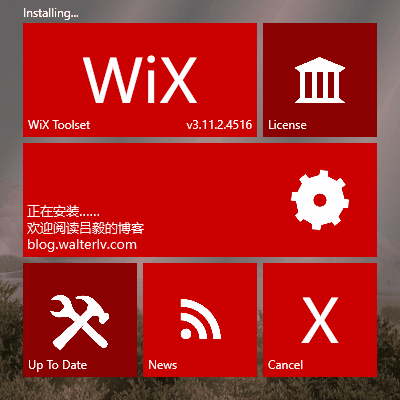 Installing...
WiX
WiX Toolset
v3.11.2.4516
License
正在安装......
欢迎阅读吕毅的博客
blog.walterlv.com
Up To Date
News
X
Cancel